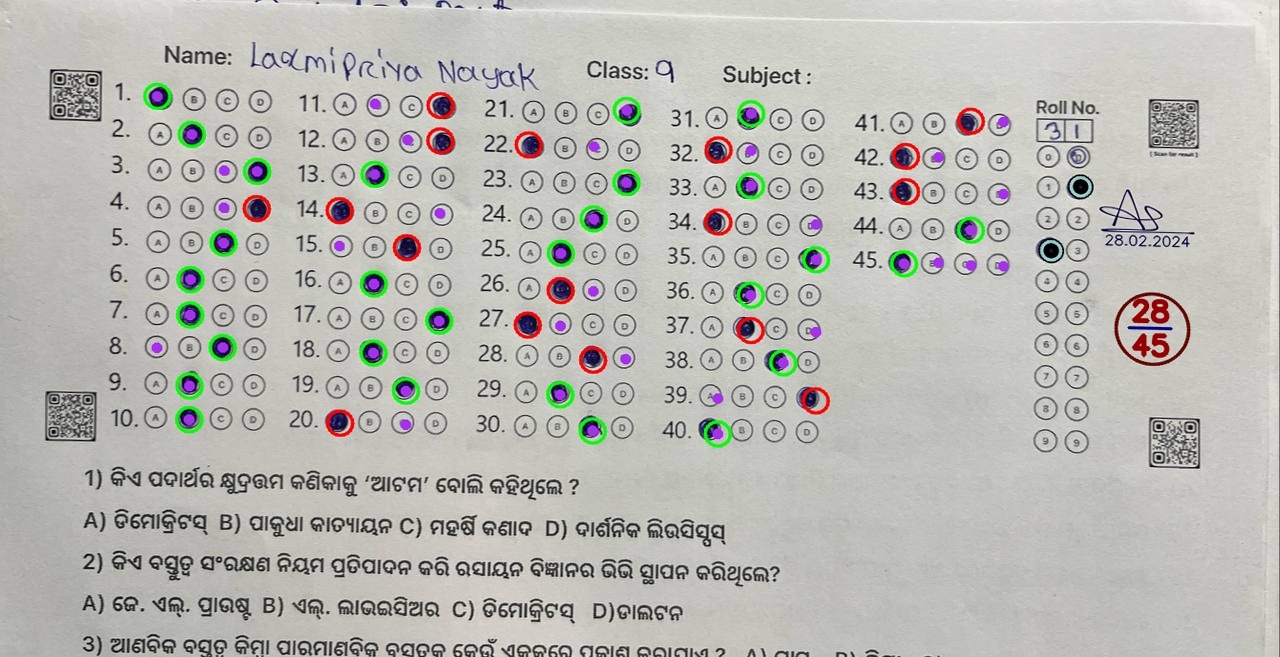 Name: Laxmipriya Nayak Class: 9 Subject :
1. A B C D 11. A B C D 21. A B C D 31. A B C D 41. A B C D Roll No.
2. A B C D 12. A B C D 22. A B C D 32. A B C D 42. A B C D 3 1
3. A B C D 13. A B C D 23. A B C D 33. A B C D 43. A B C D
4. A B C D 14. A B C D 24. A B C D 34. A B C D 44. A B C D
5. A B C D 15. A B C D 25. A B C D 35. A B C D 45. A B C D
6. A B C D 16. A B C D 26. A B C D 36. A B C D
7. A B C D 17. A B C D 27. A B C D 37. A B C D
8. A B C D 18. A B C D 28. A B C D 38. A B C D
9. A B C D 19. A B C D 29. A B C D 39. A B C D
10. A B C D 20. A B C D 30. A B C D 40. A B C D
0 0
1 1
2 2
3 3
4 4
5 5
6 6
7 7
8 8
9 9
[ Scan for result ]
28.02.2024
28
45
1) କିଏ ପଦାର୍ଥର କ୍ଷୁଦ୍ରତ୍ତମ କଣିକାକୁ ‘ଆଟମ’ ବୋଲି କହିଥିଲେ ?
A) ଡିମୋକ୍ରିଟସ୍ B) ପାକୁଧା କାତ୍ୟାୟନ C) ମହର୍ଷି କଣାଦ D) ଦାର୍ଶନିକ ଲିଉସିପ୍ପସ୍
2) କିଏ ବସ୍ତୁତ୍ୱ ସଂରକ୍ଷଣ ନିୟମ ପ୍ରତିପାଦନ କରି ରସାୟନ ବିଜ୍ଞାନର ଭିଭି ସ୍ଥାପନ କରିଥିଲେ?
A) ଜେ. ଏଲ୍. ପ୍ରାଉଷ୍ଟ B) ଏଲ୍. ଲାଭଇସିଅର C) ଡିମୋକ୍ରିଟସ୍ D)ଡାଲଟନ
3) ଆଣବିକ ବସ୍ତୁତ୍ୱ କିମ୍ବା ପାରମାଣବିକ